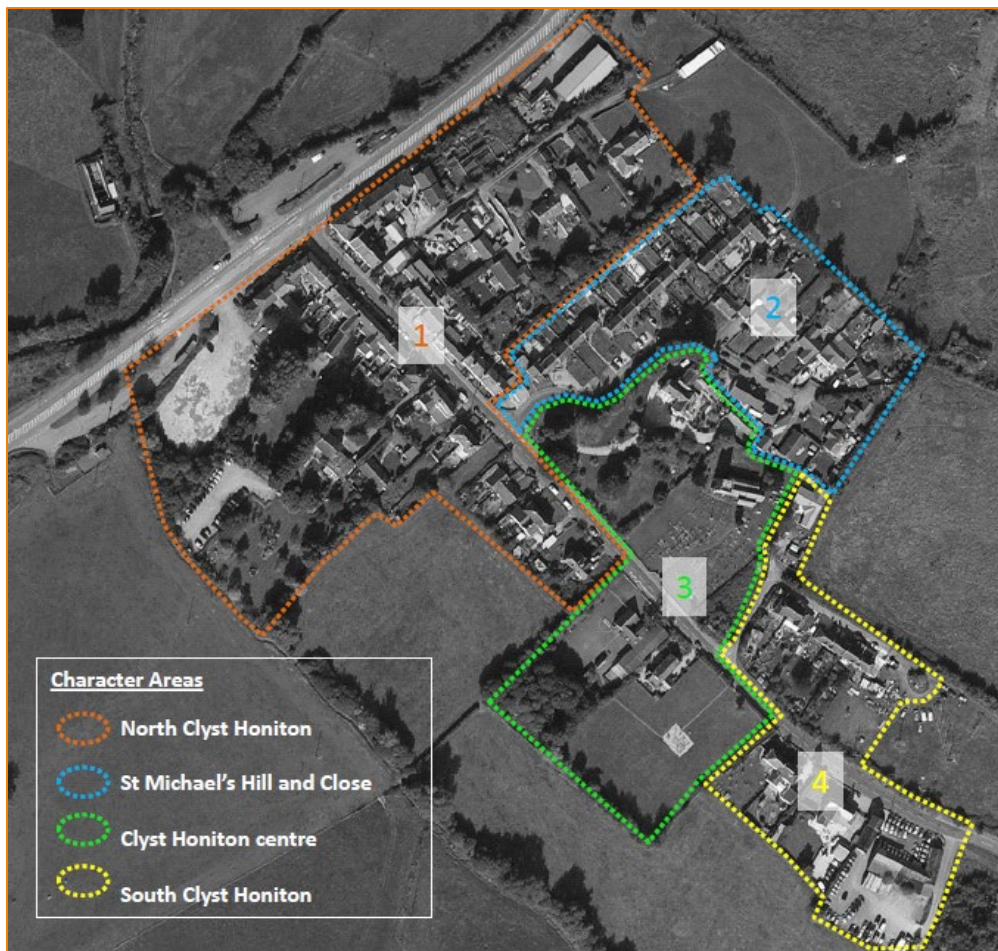 1
2
3
4
Character Areas
North Clyst Honiton
St Michael's Hill and Close
Clyst Honiton centre
South Clyst Honiton